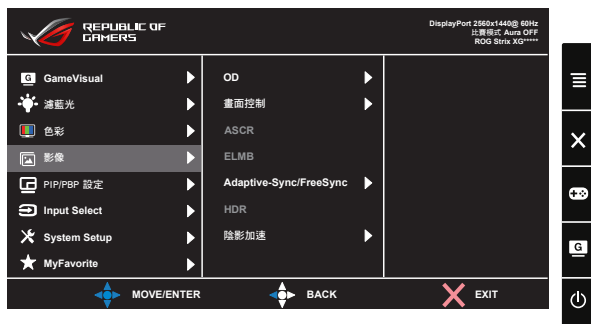 REPUBLIC OF
GAMERS
DisplayPort 2560x1440@ 60Hz
比賽模式 Aura OFF
ROG Strix XG*****
G GameVisual
濾藍光
色彩
影像
PIP/PBP 設定
Input Select
System Setup
MyFavorite
OD
畫面控制
ASCR
ELMB
Adaptive-Sync/FreeSync
HDR
陰影加速
MOVE/ENTER
BACK
EXIT
G